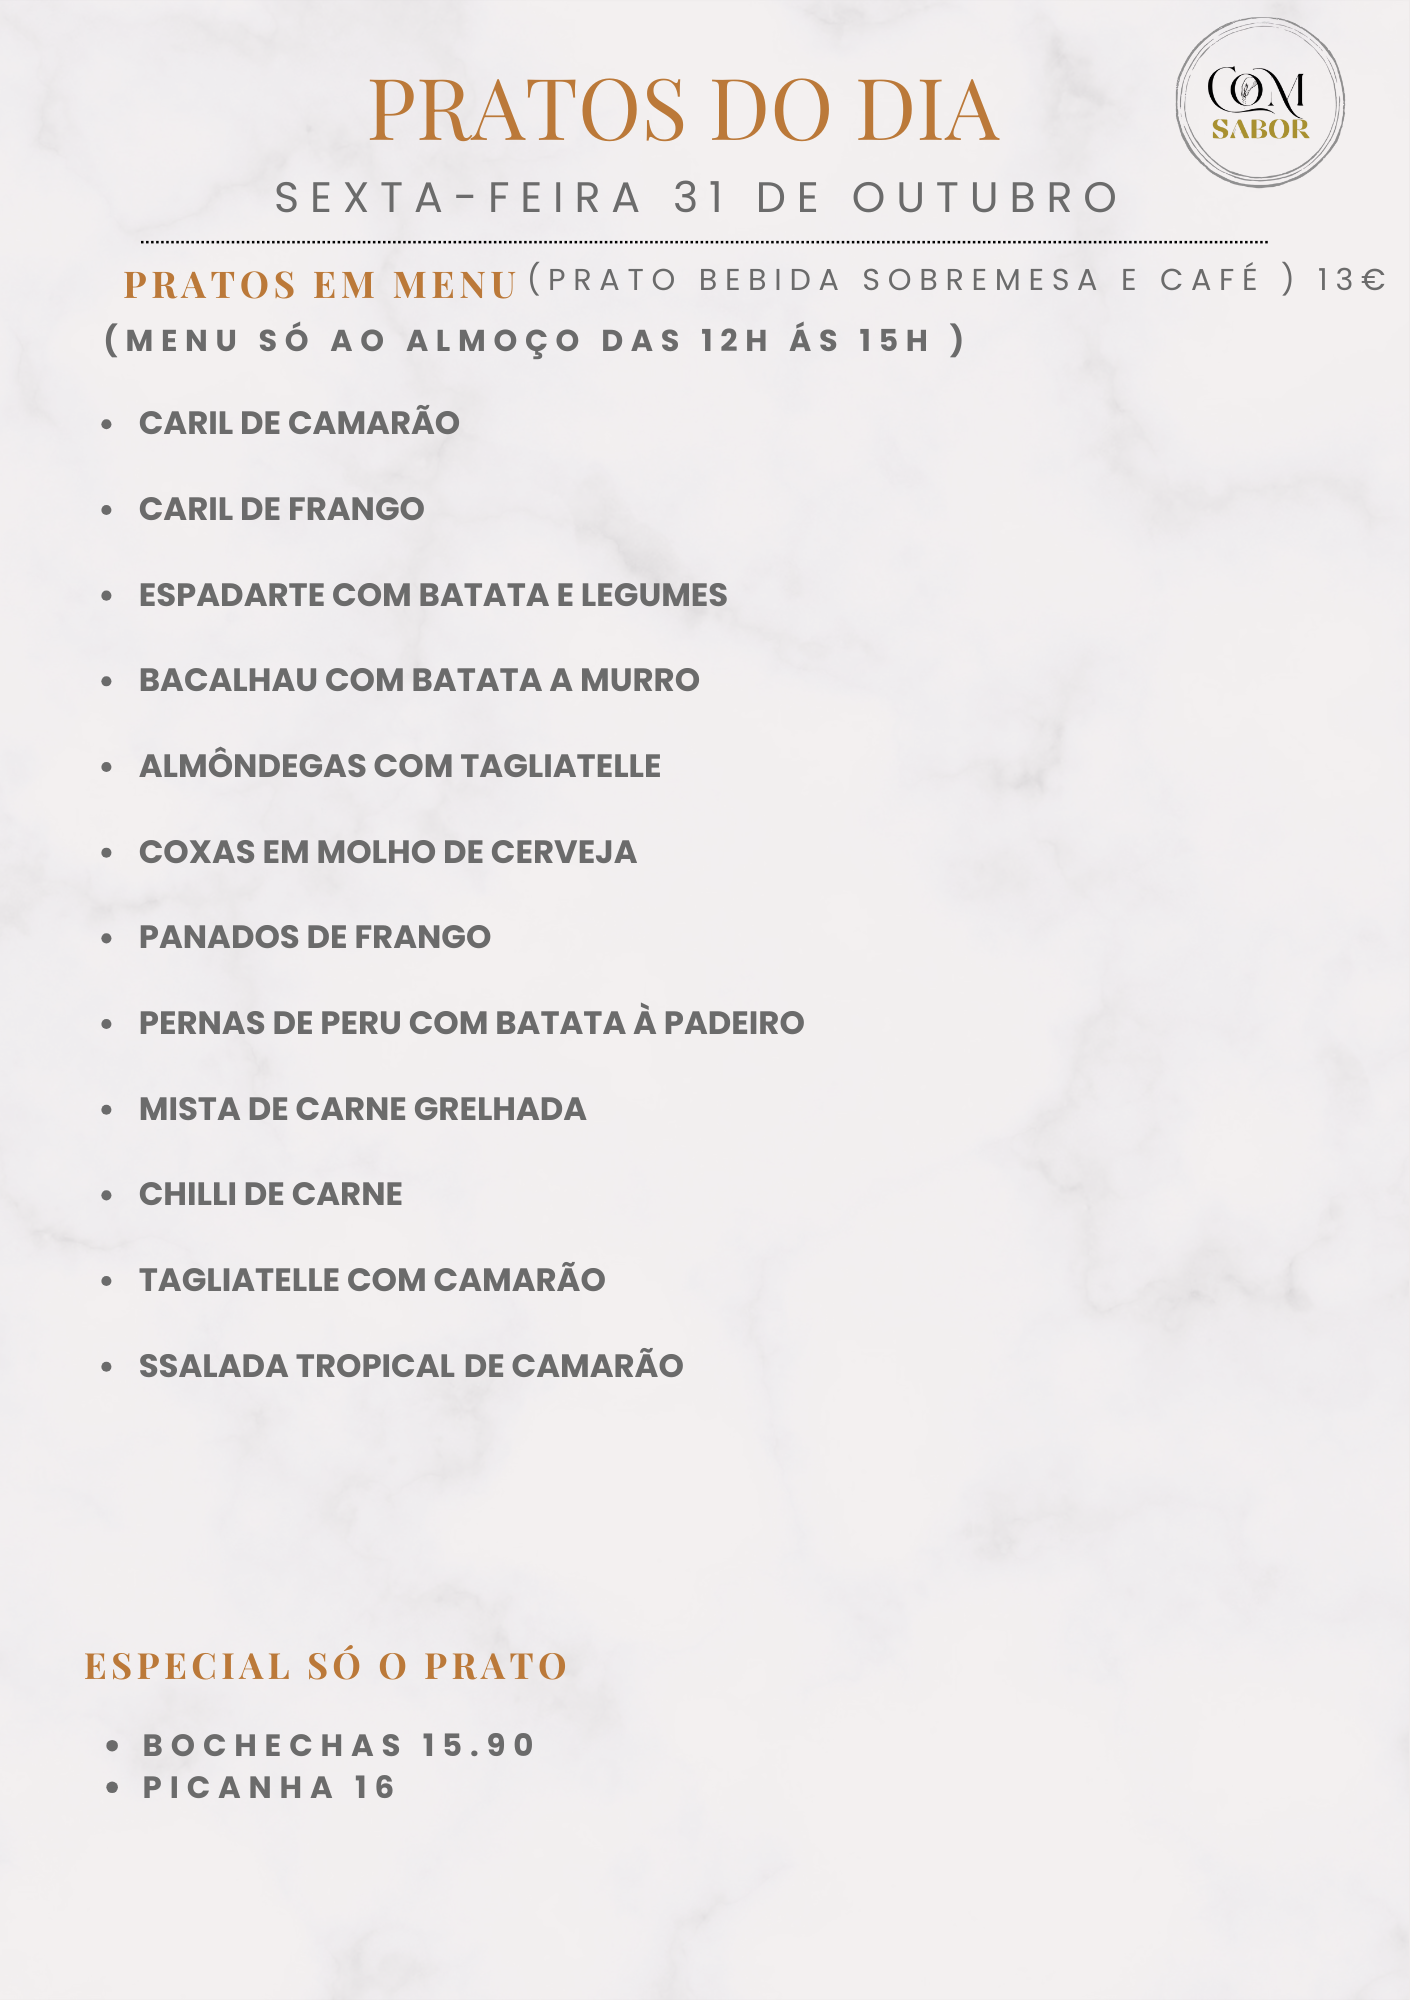 PRATOS DO DIA
COM
SABOR
SEXTA-FEIRA 31 DE OUTUBRO
PRATOS EM MENU (PRATO BEBIDA SOBREMESA E CAFÉ ) 13€
(MENU SÓ AO ALMOÇO DAS 12H ÁS 15H )
• CARIL DE CAMARÃO
• CARIL DE FRANGO
• ESPADARTE COM BATATA E LEGUMES
• BACALHAU COM BATATA A MURRO
• ALMÔNDEGAS COM TAGLIATELLE
• COXAS EM MOLHO DE CERVEJA
• PANADOS DE FRANGO
• PERNAS DE PERU COM BATATA À PADEIRO
• MISTA DE CARNE GRELHADA
• CHILLI DE CARNE
• TAGLIATELLE COM CAMARÃO
• SSALADA TROPICAL DE CAMARÃO
ESPECIAL SÓ O PRATO
• BOCHECHAS 15.90
• PICANHA 16